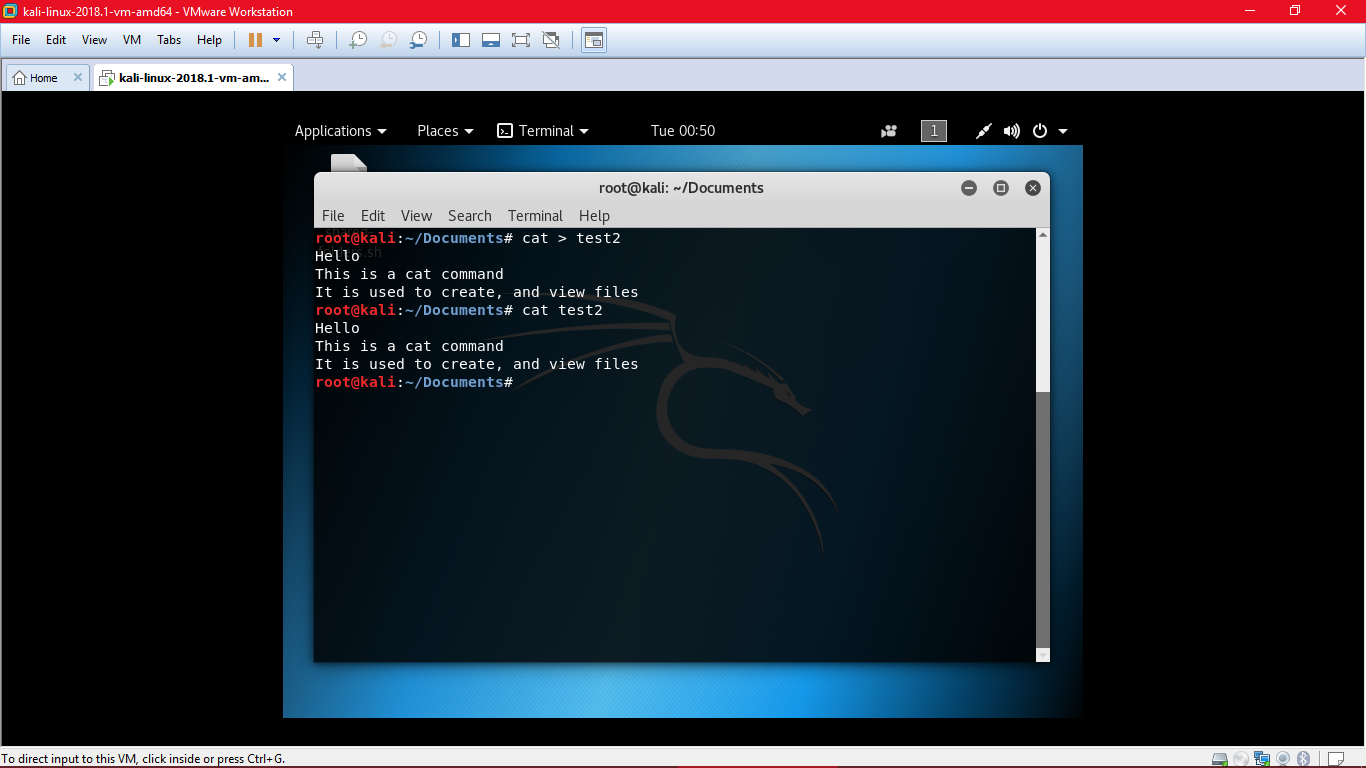 kali-linux-2018.1-vm-amd64 - VMware Workstation
File Edit View VM Tabs Help
Home kali-linux-2018.1-vm-am...
Applications Places Terminal Tue 00:50 1
root@kali: ~/Documents
File Edit View Search Terminal Help
root@kali:~/Documents# cat > test2
Hello
This is a cat command
It is used to create, and view files
root@kali:~/Documents# cat test2
Hello
This is a cat command
It is used to create, and view files
root@kali:~/Documents#
To direct input to this VM, click inside or press Ctrl+G.